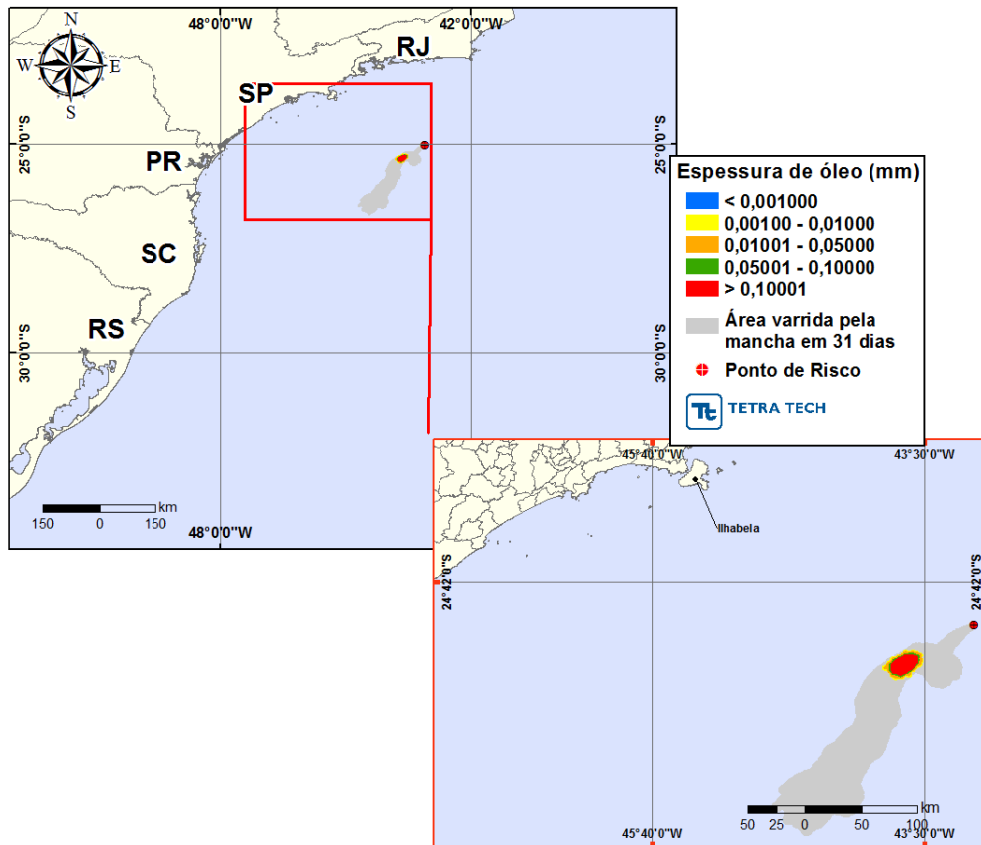 48°0'0"W
42°0'0"W
N
W
E
S
RJ
SP
25°0'0"S
25°0'0"S
PR
SC
RS
30°0'0"S
30°0'0"S
150 0 150 km
48°0'0"W
Espessura de óleo (mm)
< 0,001000
0,00100 - 0,01000
0,01001 - 0,05000
0,05001 - 0,10000
> 0,10001
Área varrida pela
mancha em 31 dias
Ponto de Risco
Tt TETRA TECH
45°40'0"W
43°30'0"W
Ilhabela
24°42'0"S
24°42'0"S
50 25 0 50 100 km
45°40'0"W
43°30'0"W